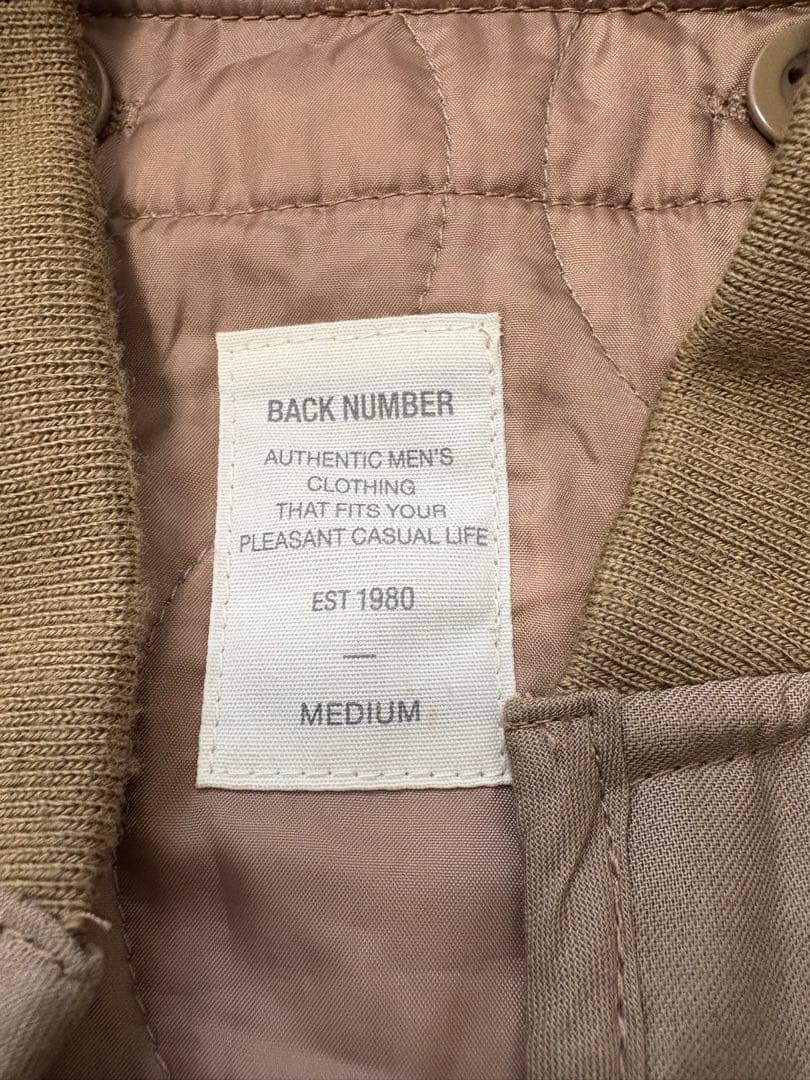 BACK NUMBER
AUTHENTIC MEN'S
CLOTHING
THAT FITS YOUR
PLEASANT CASUAL LIFE
EST 1980
MEDIUM